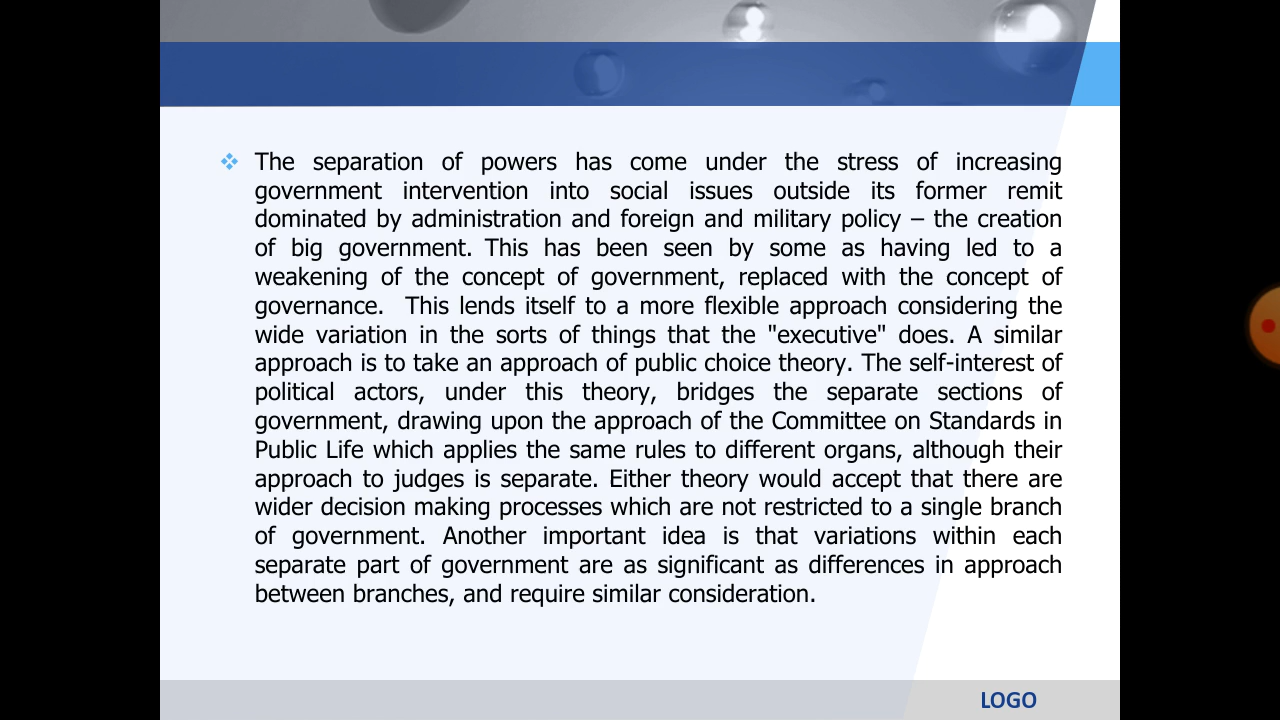 The separation of powers has come under the stress of increasing
government intervention into social issues outside its former remit
dominated by administration and foreign and military policy – the creation
of big government. This has been seen by some as having led to a
weakening of the concept of government, replaced with the concept of
governance. This lends itself to a more flexible approach considering the
wide variation in the sorts of things that the "executive" does. A similar
approach is to take an approach of public choice theory. The self-interest of
political actors, under this theory, bridges the separate sections of
government, drawing upon the approach of the Committee on Standards in
Public Life which applies the same rules to different organs, although their
approach to judges is separate. Either theory would accept that there are
wider decision making processes which are not restricted to a single branch
of government. Another important idea is that variations within each
separate part of government are as significant as differences in approach
between branches, and require similar consideration.
LOGO